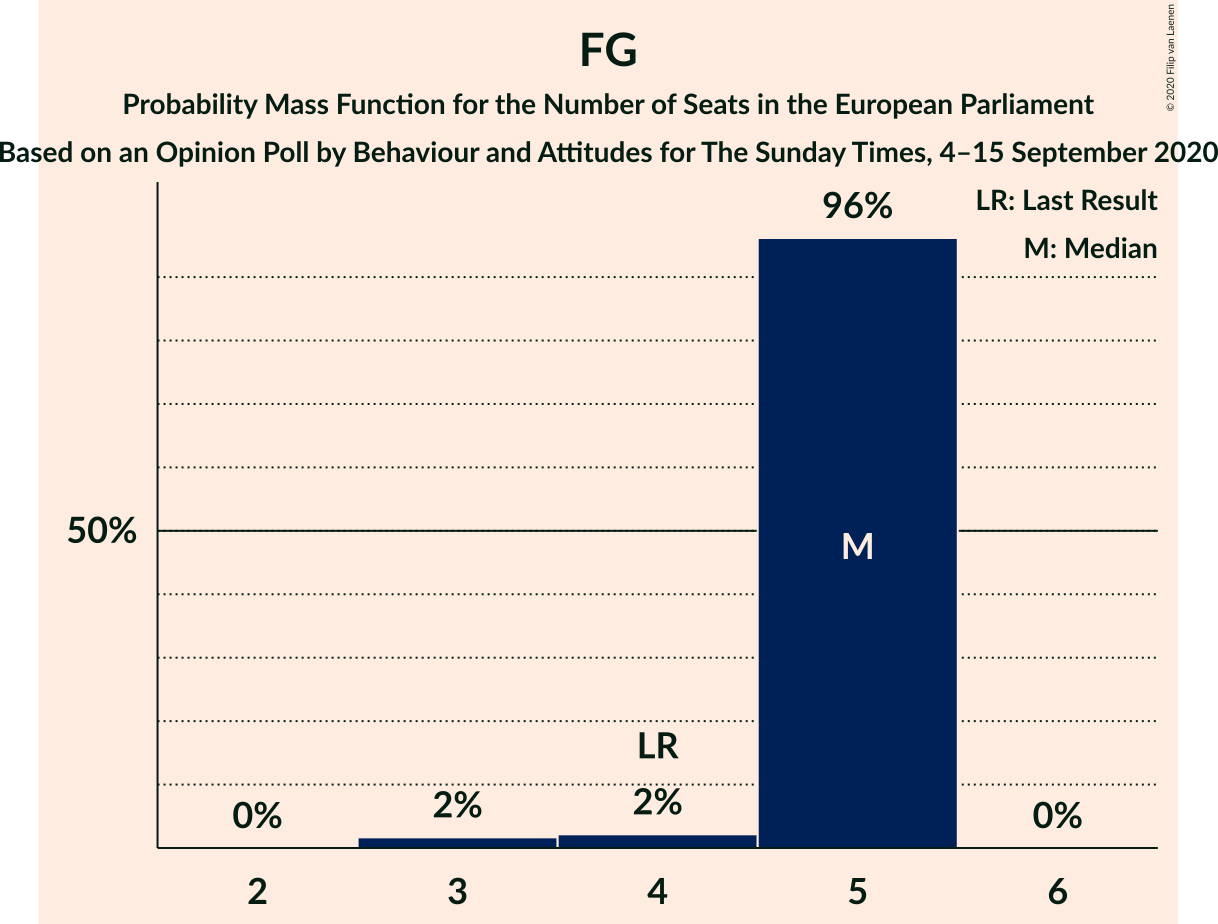 FG
Probability Mass Function for the Number of Seats in the European Parliament
Based on an Opinion Poll by Behaviour and Attitudes for The Sunday Times, 4–15 September 2020
© 2020 Filip van Laenen
LR: Last Result
M: Median
96%
50%
M
LR
0%
2%
2%
0%
2
3
4
5
6